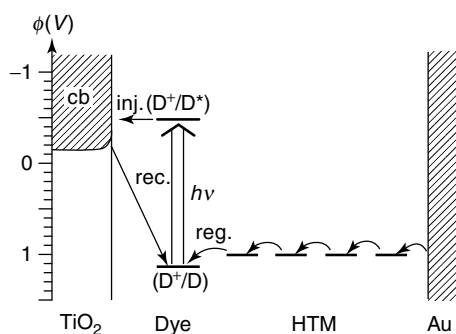 ϕ(V)
−1
0
1
cb
inj.
(D⁺/D*)
rec.
hν
reg.
(D⁺/D)
TiO₂
Dye
HTM
Au